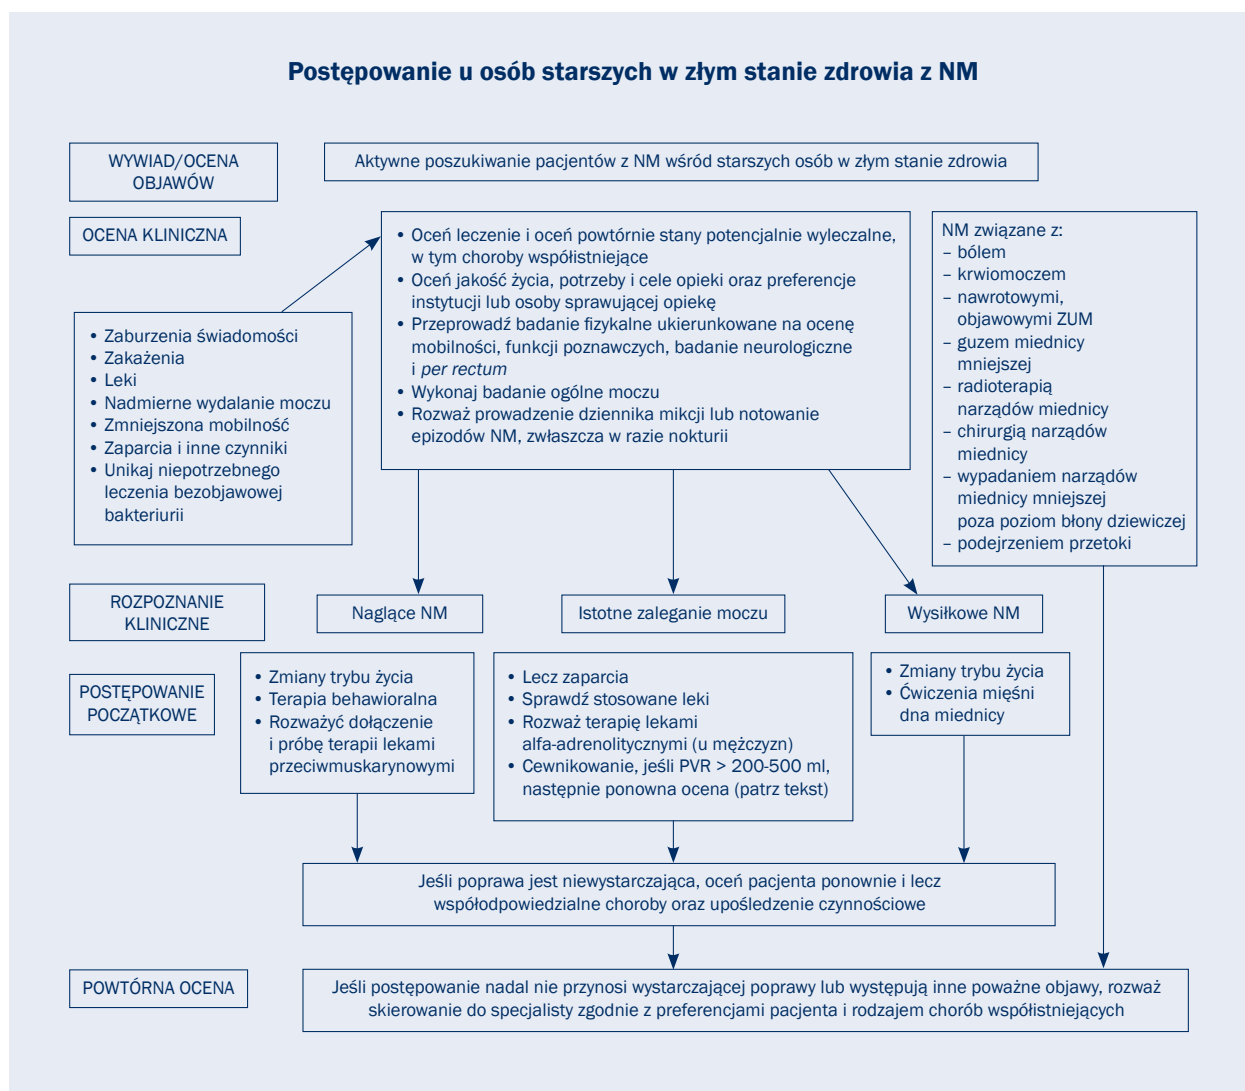 Postępowanie u osób starszych w złym stanie zdrowia z NM
WYWIAD/OCENA
OBJAWÓW
Aktywne poszukiwanie pacjentów z NM wśród starszych osób w złym stanie zdrowia
OCENA KLINICZNA
• Zaburzenia świadomości
• Zakażenia
• Leki
• Nadmierne wydalanie moczu
• Zmniejszona mobilność
• Zaparcia i inne czynniki
• Unikaj niepotrzebnego
leczenia bezobjawowej
bakteriurii
• Oceń leczenie i oceń powtórnie stany potencjalnie wyleczalne,
w tym choroby współistniejące
• Oceń jakość życia, potrzeby i cele opieki oraz preferencje
instytucji lub osoby sprawującej opiekę
• Przeprowadź badanie fizykalne ukierunkowane na ocenę
mobilności, funkcji poznawczych, badanie neurologiczne
i per rectum
• Wykonaj badanie ogólne moczu
• Rozważ prowadzenie dziennika mikcji lub notowanie
epizodów NM, zwłaszcza w razie nokturii
NM związane z:
– bólem
– krwiomoczem
– nawrotowymi,
objawowymi ZUM
– guzem miednicy
mniejszej
– radioterapią
narządów miednicy
– chirurgią narządów
miednicy
– wypadaniem narządów
miednicy mniejszej
poza poziom błony dziewiczej
– podejrzeniem przetoki
ROZPOZNANIE
KLINICZNE
Naglące NM
Istotne zaleganie moczu
Wysiłkowe NM
POSTĘPOWANIE
POCZĄTKOWE
• Zmiany trybu życia
• Terapia behawioralna
• Rozważyć dołączenie
i próbę terapii lekami
przeciwmuskarynowymi
• Lecz zaparcia
• Sprawdź stosowane leki
• Rozważ terapię lekami
alfa-adrenolitycznymi (u mężczyzn)
• Cewnikowanie, jeśli PVR > 200-500 ml,
następnie ponowna ocena (patrz tekst)
• Zmiany trybu życia
• Ćwiczenia mięśni
dna miednicy
Jeśli poprawa jest niewystarczająca, oceń pacjenta ponownie i lecz
współodpowiedzialne choroby oraz upośledzenie czynnościowe
POWTÓRNA OCENA
Jeśli postępowanie nadal nie przynosi wystarczającej poprawy lub występują inne poważne objawy, rozważ
skierowanie do specjalisty zgodnie z preferencjami pacjenta i rodzajem chorób współistniejących